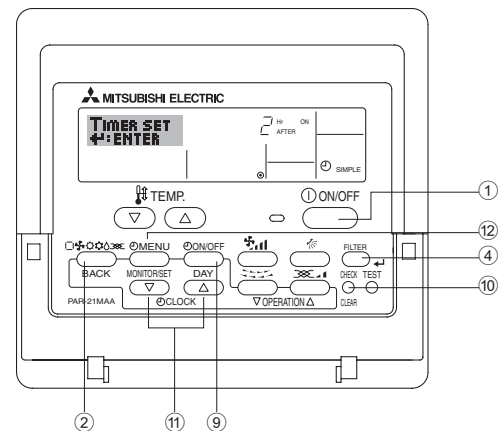 MITSUBISHI ELECTRIC
TIMER SET
↵:ENTER
2 Hr ON
AFTER
SIMPLE
TEMP.
ON/OFF
1
12
MENU
ON/OFF
FILTER
BACK
MONITOR/SET
DAY
CHECK TEST
4
PAR-21MAA
CLOCK
▽ OPERATION △
CLEAR
10
2
11
9